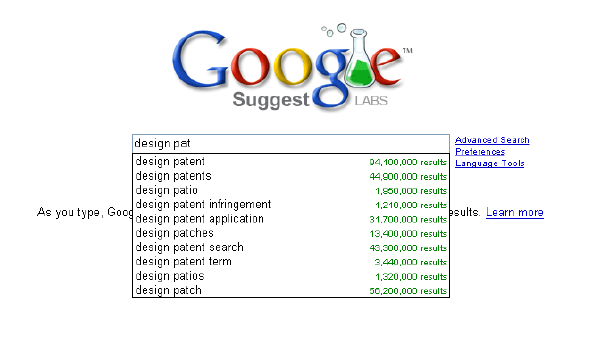 Google™
Suggest LABS
design pat
Advanced Search
Preferences
Language Tools
design patent 94,100,000 results
design patents 44,900,000 results
design patio 1,950,000 results
design patent infringement 1,210,000 results
design patent application 31,700,000 results
design patches 13,400,000 results
design patent search 43,300,000 results
design patent term 3,440,000 results
design patios 1,320,000 results
design patch 56,200,000 results
As you type, Goog esults. Learn more